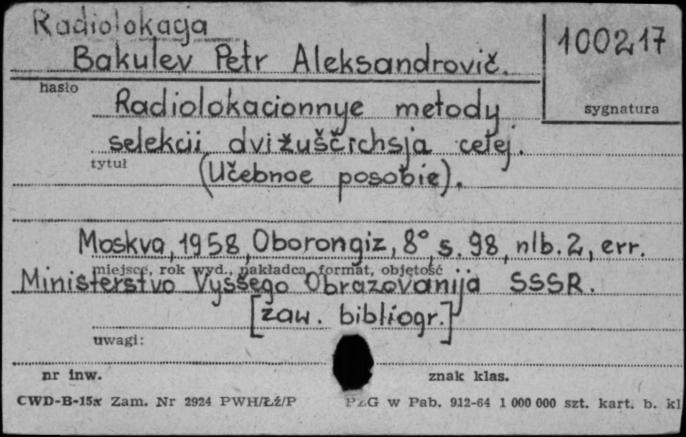 Radiolokacja
100217
Bakulev Petr Aleksandrovič.
hasło
sygnatura
Radiolokacionnye metody
selekcii dvižuščichsja celej.
tytuł
(Učebnoe posobie).
Moskva, 1958, Oborongiz, 8°, s. 98, nlb. 2, err.
miejsce, rok wyd., nakładca, format, objętość
Ministerstvo Vysšego Obrazovanija SSSR.
[zaw. bibliogr.]
uwagi:
nr inw.
znak klas.
CWD-B-15x Zam. Nr 2924 PWH/Łź/P
PZG w Pab. 912-64 1 000 000 szt. kart. b. kl